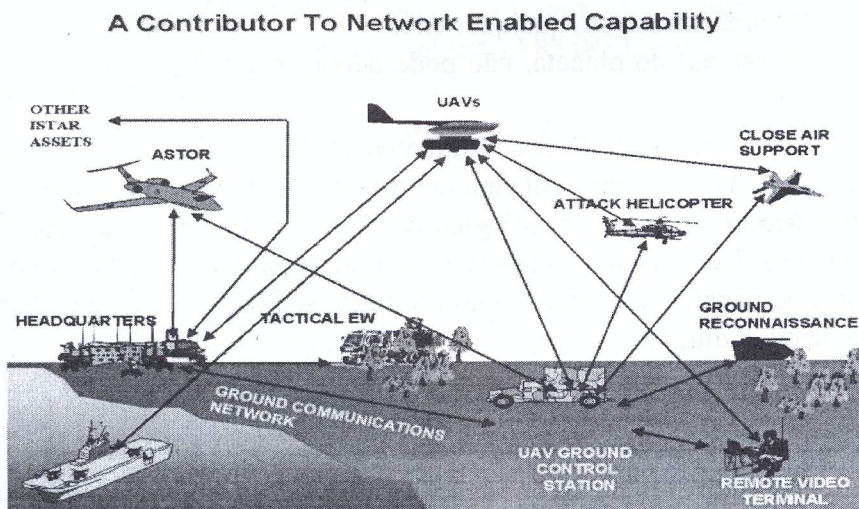 A Contributor To Network Enabled Capability
UAVs
OTHER
ISTAR
ASSETS
ASTOR
CLOSE AIR
SUPPORT
ATTACK HELICOPTER
HEADQUARTERS
TACTICAL EW
GROUND
RECONNAISSANCE
GROUND COMMUNICATIONS
NETWORK
UAV GROUND
CONTROL
STATION
REMOTE VIDEO
TERMINAL